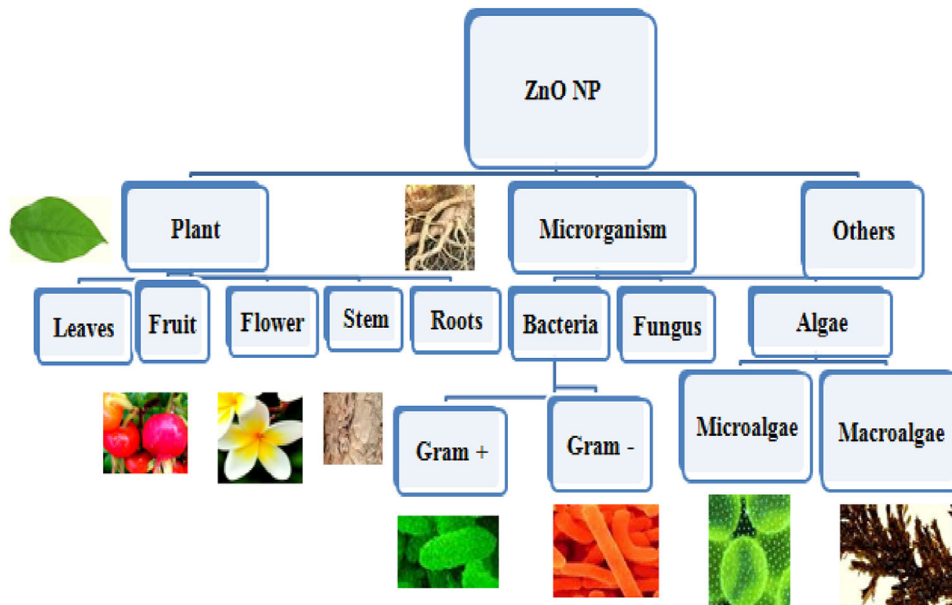 ZnO NP
Plant
Microrganism
Others
Leaves
Fruit
Flower
Stem
Roots
Bacteria
Fungus
Algae
Gram +
Gram -
Microalgae
Macroalgae